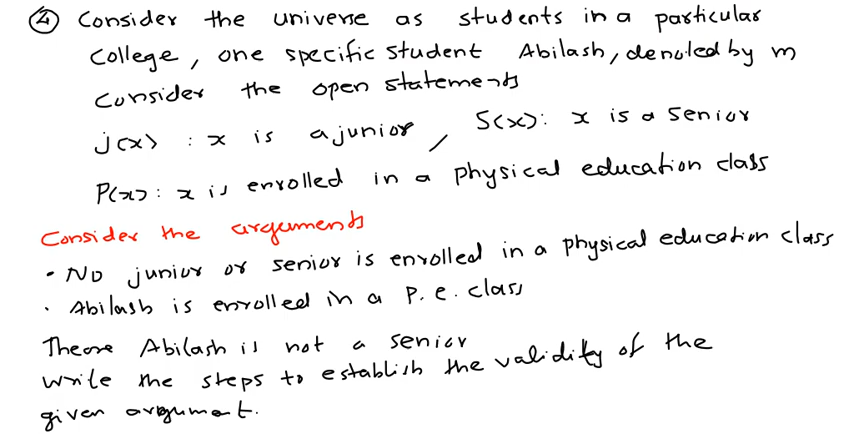 ④ Consider the universe as students in a particular
College, one specific student Abilash, denoted by m
Consider the open statements
j(x) : x is a junior, S(x): x is a senior
P(x): x is enrolled in a physical education class
Consider the arguments
• No junior or senior is enrolled in a physical education class
• Abilash is enrolled in a P. e. class
Theore Abilash is not a senior
Write the steps to establish the validity of the
given argument.